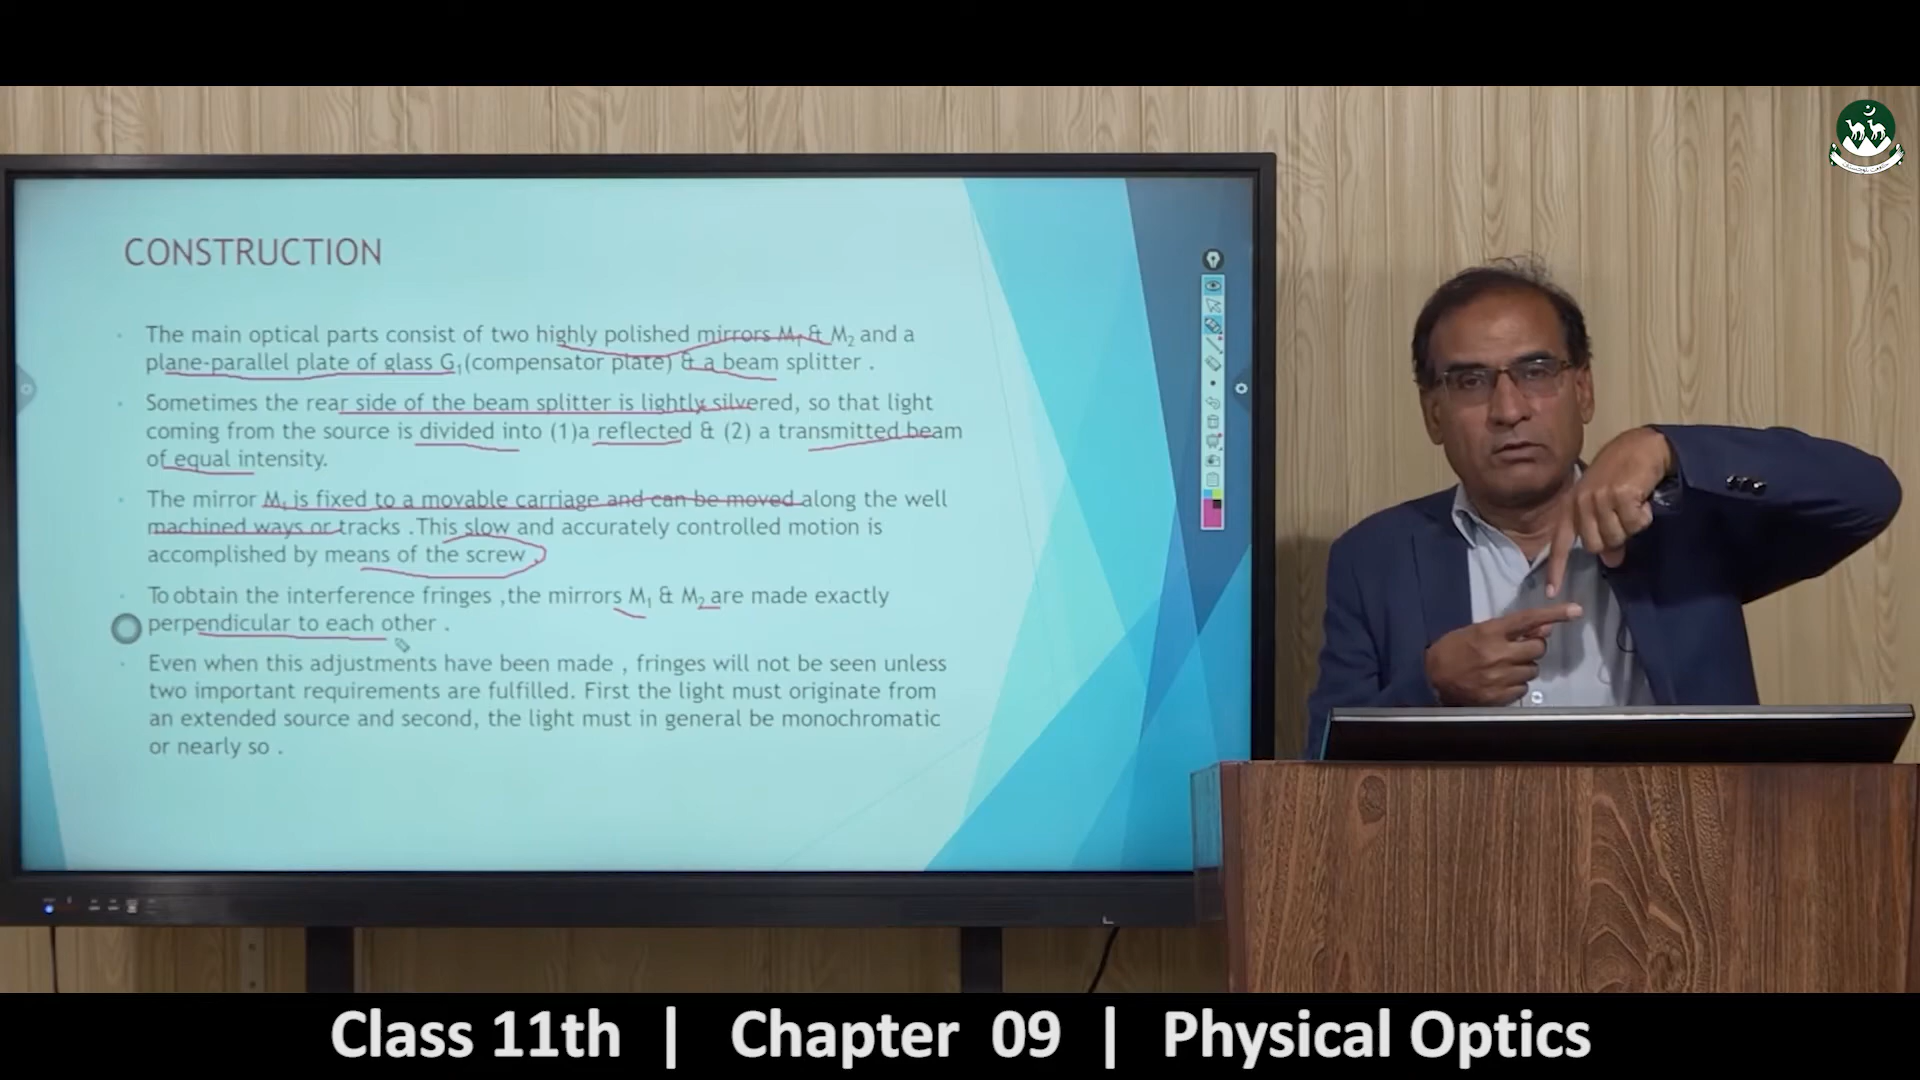 CONSTRUCTION
The main optical parts consist of two highly polished mirrors M₁ & M₂ and a
plane-parallel plate of glass G₁(compensator plate) & a beam splitter .
Sometimes the rear side of the beam splitter is lightly silvered, so that light
coming from the source is divided into (1)a reflected & (2) a transmitted beam
of equal intensity.
The mirror M₁ is fixed to a movable carriage and can be moved along the well
machined ways or tracks .This slow and accurately controlled motion is
accomplished by means of the screw .
To obtain the interference fringes ,the mirrors M₁ & M₂ are made exactly
perpendicular to each other .
Even when this adjustments have been made , fringes will not be seen unless
two important requirements are fulfilled. First the light must originate from
an extended source and second, the light must in general be monochromatic
or nearly so .
Class 11th | Chapter 09 | Physical Optics